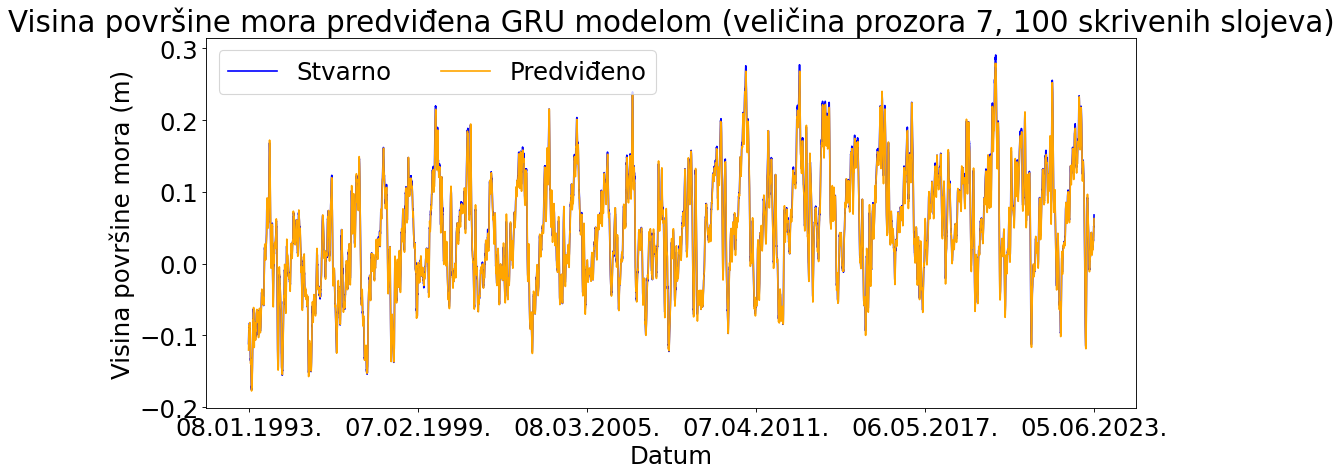 Visina površine mora predviđena GRU modelom (veličina prozora 7, 100 skrivenih slojeva)
Stvarno
Predviđeno
Visina površine mora (m)
0.3
0.2
0.1
0.0
−0.1
−0.2
08.01.1993.
07.02.1999.
08.03.2005.
07.04.2011.
06.05.2017.
05.06.2023.
Datum